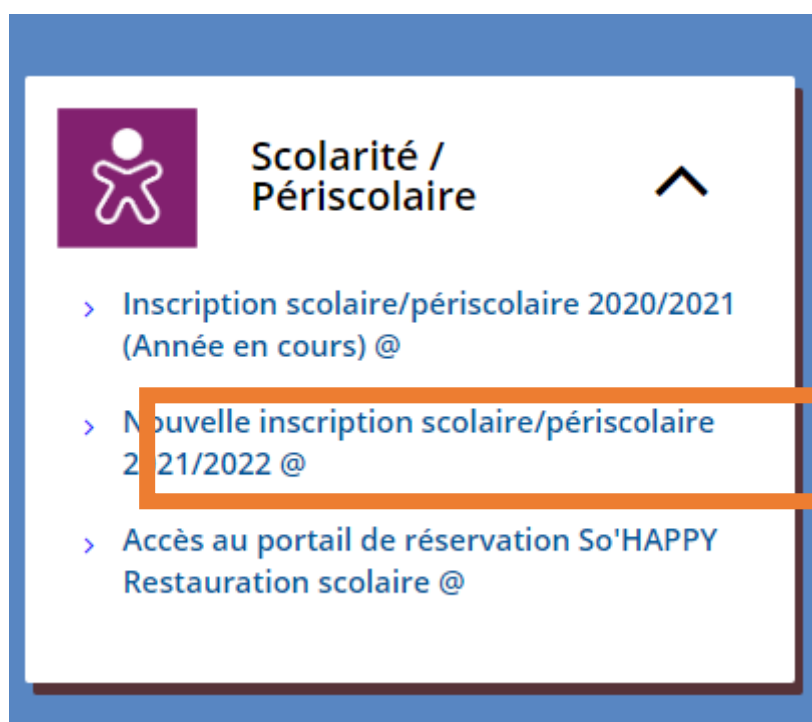 Scolarité /
Périscolaire
Inscription scolaire/périscolaire 2020/2021
(Année en cours) @
Nouvelle inscription scolaire/périscolaire
2021/2022 @
Accès au portail de réservation So'HAPPY
Restauration scolaire @